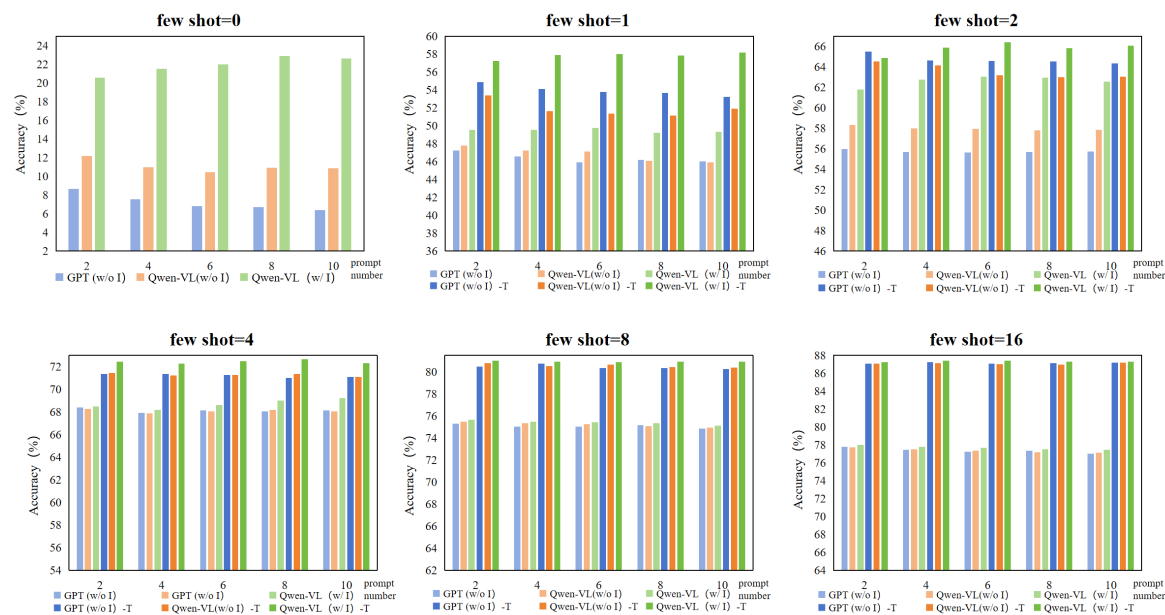 few shot=0
Accuracy (%)
24
22
20
18
16
14
12
10
8
6
4
2
2 4 6 8 10
prompt number
GPT (w/o I) Qwen-VL(w/o I) Qwen-VL (w/ I)
few shot=1
Accuracy (%)
60
58
56
54
52
50
48
46
44
42
40
38
36
2 4 6 8 10
prompt number
GPT (w/o I) Qwen-VL(w/o I) Qwen-VL (w/ I)
GPT (w/o I) -T Qwen-VL(w/o I) -T Qwen-VL (w/ I) -T
few shot=2
Accuracy (%)
66
64
62
60
58
56
54
52
50
48
46
2 4 6 8 10
prompt number
GPT (w/o I) Qwen-VL(w/o I) Qwen-VL (w/ I)
GPT (w/o I) -T Qwen-VL(w/o I) -T Qwen-VL (w/ I) -T
few shot=4
Accuracy (%)
72
70
68
66
64
62
60
58
56
54
2 4 6 8 10
prompt number
GPT (w/o I) GPT (w/o I) Qwen-VL (w/ I)
GPT (w/o I) -T Qwen-VL(w/o I) -T Qwen-VL (w/ I) -T
few shot=8
Accuracy (%)
80
78
76
74
72
70
68
66
64
62
2 4 6 8 10
prompt number
GPT (w/o I) Qwen-VL(w/o I) Qwen-VL (w/ I)
GPT (w/o I) -T Qwen-VL(w/o I) -T Qwen-VL (w/ I) -T
few shot=16
Accuracy (%)
88
86
84
82
80
78
76
74
72
70
68
66
64
2 4 6 8 10
prompt number
GPT (w/o I) Qwen-VL(w/o I) Qwen-VL (w/ I)
GPT (w/o I) -T Qwen-VL(w/o I) -T Qwen-VL (w/ I) -T